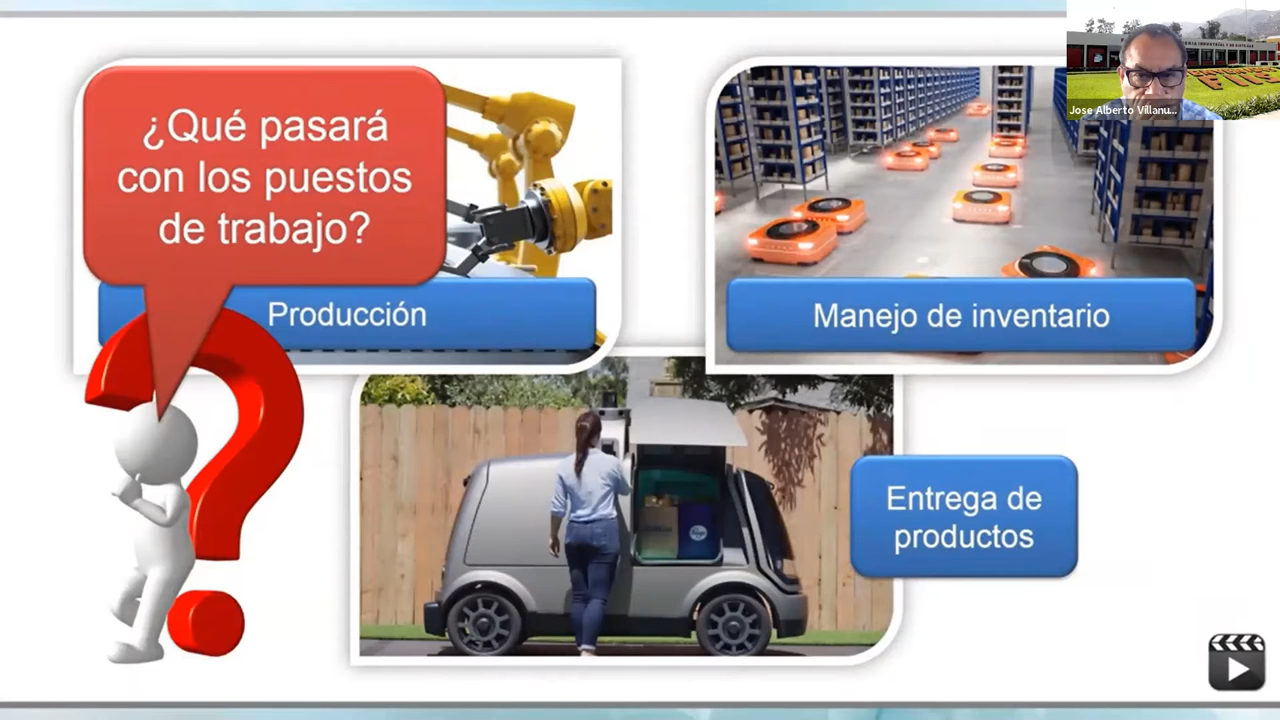 ¿Qué pasará
con los puestos
de trabajo?
Producción
Manejo de inventario
Entrega de
productos
Jose Alberto Villanu...